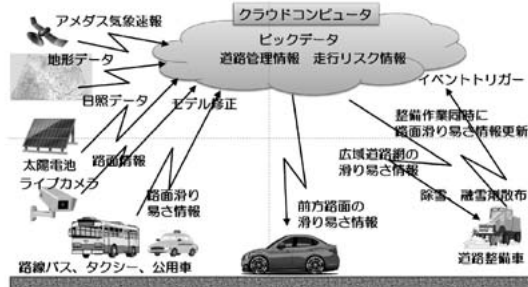 クラウドコンピュータ
アメダス気象速報
ビックデータ
地形データ
道路管理情報 走行リスク情報
イベントトリガー
日照データ
モデル修正
整備作業同時に
路面滑り易さ情報更新
太陽電池
路面情報
広域道路網の
滑り易さ情報
ライブカメラ
路面滑り
易さ情報
前方路面の
滑り易さ情報
除雪 融雪剤散布
道路整備車
路線バス、タクシー、公用車